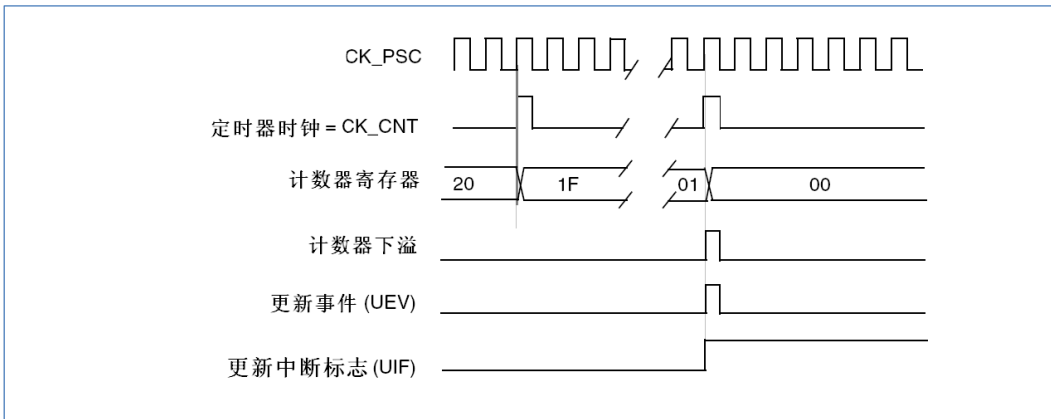 CK_PSC
定时器时钟 = CK_CNT
计数器寄存器 20 1F 01 00
计数器下溢
更新事件 (UEV)
更新中断标志 (UIF)